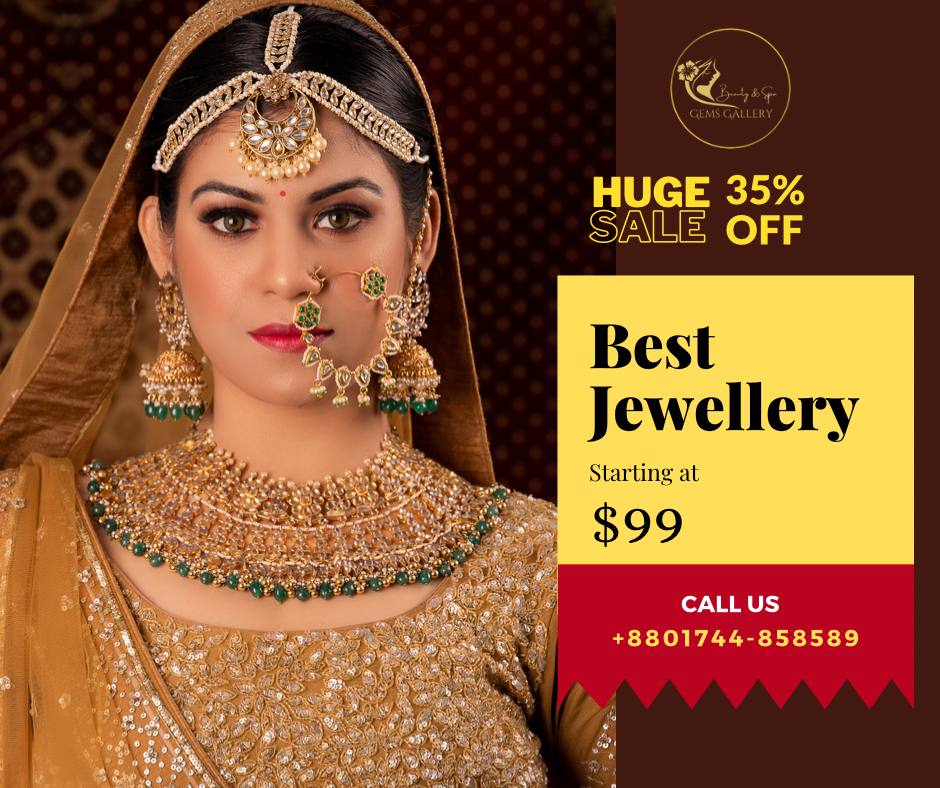 Beauty & Spa
GEMS GALLERY
HUGE
SALE
35%
OFF
Best
Jewellery
Starting at
$99
CALL US
+8801744-858589